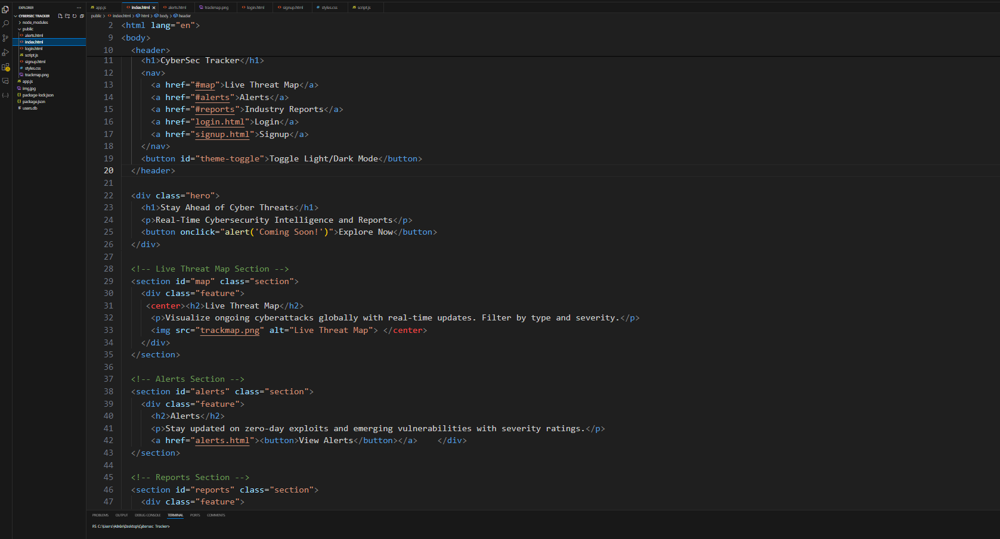 EXPLORER ...
CYBERSEC TRACKER
node_modules
public
alerts.html
index.html
login.html
script.js
signup.html
styles.css
trackmap.png
app.js
img.jpg
package-lock.json
package.json
users.db
app.js index.html alerts.html trackmap.png login.html signup.html styles.css script.js
public > index.html > html > body > header
2 <html lang="en">
9 <body>
10 <header>
11 <h1>CyberSec Tracker</h1>
12 <nav>
13 <a href="#map">Live Threat Map</a>
14 <a href="#alerts">Alerts</a>
15 <a href="#reports">Industry Reports</a>
16 <a href="login.html">Login</a>
17 <a href="signup.html">Signup</a>
18 </nav>
19 <button id="theme-toggle">Toggle Light/Dark Mode</button>
20 </header>
21
22 <div class="hero">
23 <h1>Stay Ahead of Cyber Threats</h1>
24 <p>Real-Time Cybersecurity Intelligence and Reports</p>
25 <button onclick="alert('Coming Soon!')">Explore Now</button>
26 </div>
27
28 <!-- Live Threat Map Section -->
29 <section id="map" class="section">
30 <div class="feature">
31 <center><h2>Live Threat Map</h2>
32 <p>Visualize ongoing cyberattacks globally with real-time updates. Filter by type and severity.</p>
33 <img src="trackmap.png" alt="Live Threat Map"> </center>
34 </div>
35 </section>
36
37 <!-- Alerts Section -->
38 <section id="alerts" class="section">
39 <div class="feature">
40 <h2>Alerts</h2>
41 <p>Stay updated on zero-day exploits and emerging vulnerabilities with severity ratings.</p>
42 <a href="alerts.html"><button>View Alerts</button></a> </div>
43 </section>
44
45 <!-- Reports Section -->
46 <section id="reports" class="section">
47 <div class="feature">
PROBLEMS OUTPUT DEBUG CONSOLE TERMINAL PORTS COMMENTS
PS C:\Users\Admin\Desktop\Cybersec Tracker>